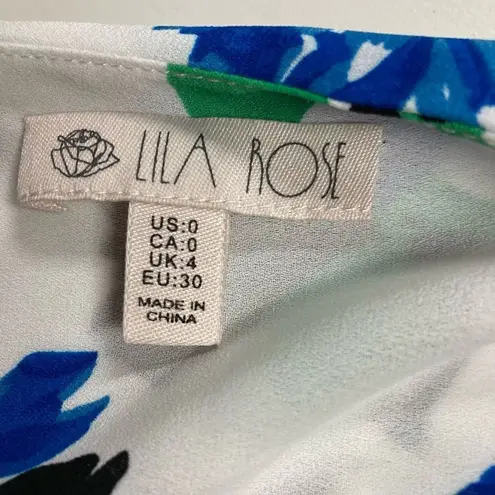 LILA ROSE
US:0
CA:0
UK:4
EU:30
MADE IN
CHINA